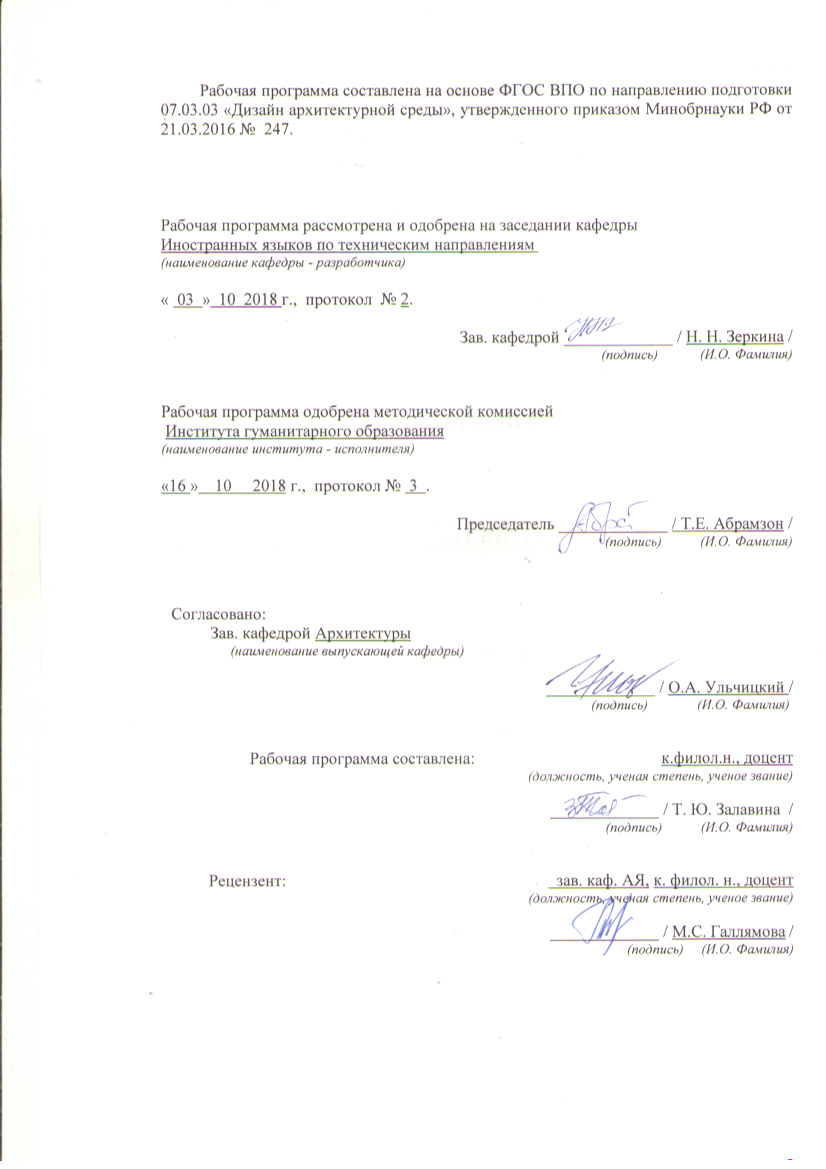 Рабочая программа составлена на основе ФГОС ВПО по направлению подготовки
07.03.03 «Дизайн архитектурной среды», утвержденного приказом Минобрнауки РФ от
21.03.2016 № 247.
Рабочая программа рассмотрена и одобрена на заседании кафедры
Иностранных языков по техническим направлениям
(наименование кафедры - разработчика)
« 03 » 10 2018 г., протокол № 2.
Зав. кафедрой _____________ / Н. Н. Зеркина /
(подпись) (И.О. Фамилия)
Рабочая программа одобрена методической комиссией
Института гуманитарного образования
(наименование института - исполнителя)
«16 » 10 2018 г., протокол № 3 .
Председатель _____________ / Т.Е. Абрамзон /
(подпись) (И.О. Фамилия)
Согласовано:
Зав. кафедрой Архитектуры
(наименование выпускающей кафедры)
_____________ / О.А. Ульчицкий /
(подпись) (И.О. Фамилия)
Рабочая программа составлена: к.филол.н., доцент
(должность, ученая степень, ученое звание)
_____________ / Т. Ю. Залавина /
(подпись) (И.О. Фамилия)
Рецензент: зав. каф. АЯ, к. филол. н., доцент
(должность, ученая степень, ученое звание)
_____________ / М.С. Галлямова /
(подпись) (И.О. Фамилия)